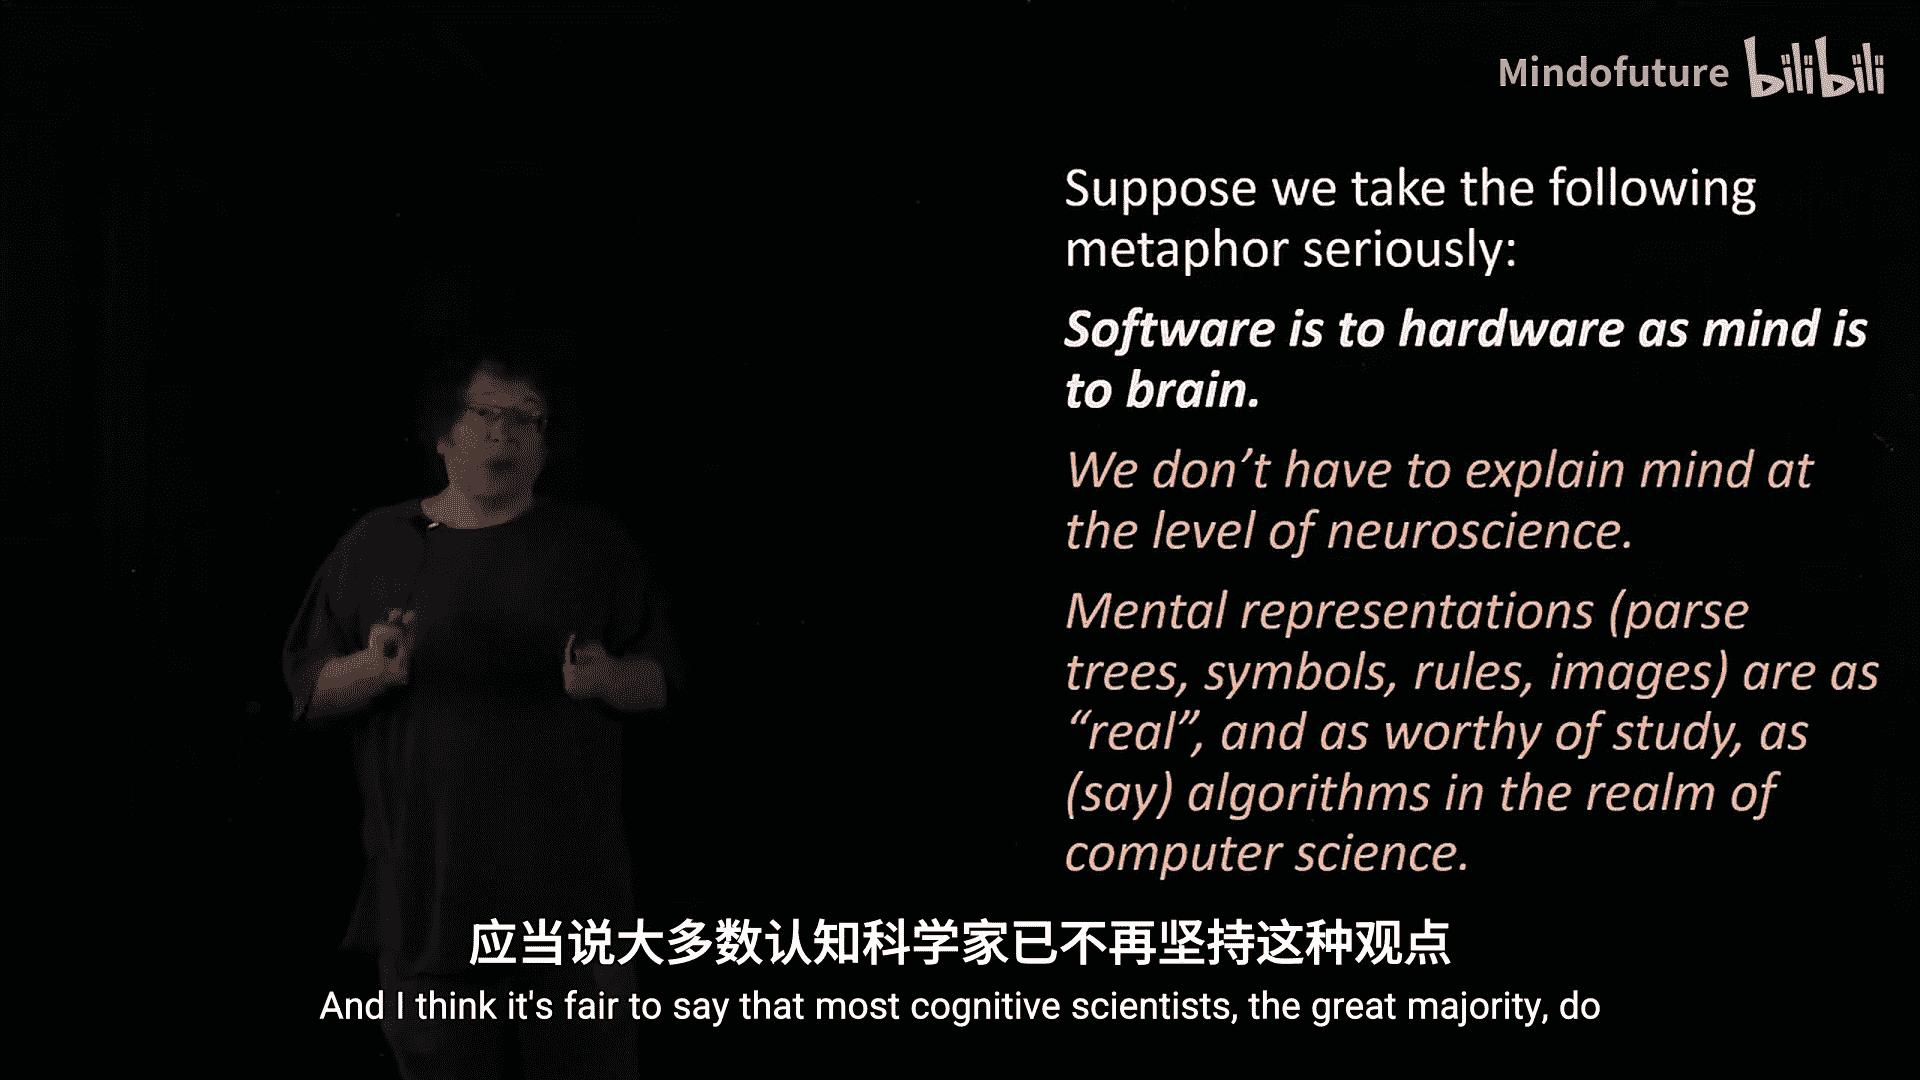 Mindofuture bilibili
Suppose we take the following
metaphor seriously:
Software is to hardware as mind is
to brain.
We don’t have to explain mind at
the level of neuroscience.
Mental representations (parse
trees, symbols, rules, images) are as
“real”, and as worthy of study, as
(say) algorithms in the realm of
computer science.
应当说大多数认知科学家已不再坚持这种观点
And I think it's fair to say that most cognitive scientists, the great majority, do